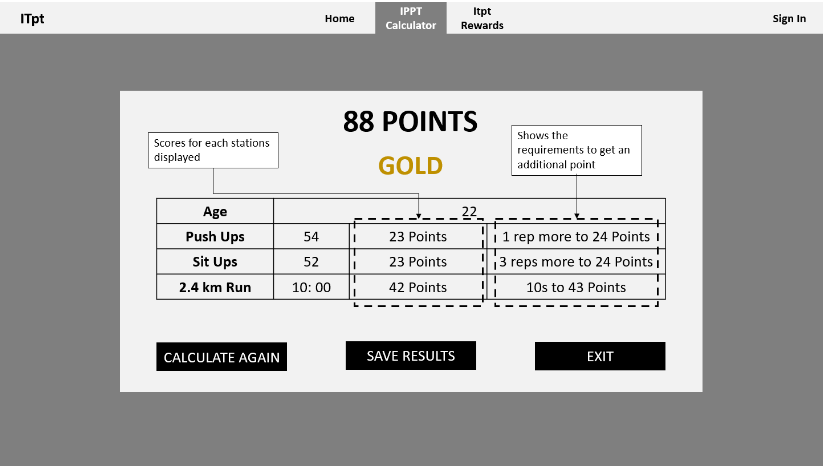 ITpt
Home
IPPT
Calculator
Itpt
Rewards
Sign In
88 POINTS
GOLD
Scores for each stations
displayed
Shows the
requirements to get an
additional point
Age 22
Push Ups 54 23 Points 1 rep more to 24 Points
Sit Ups 52 23 Points 3 reps more to 24 Points
2.4 km Run 10: 00 42 Points 10s to 43 Points
CALCULATE AGAIN SAVE RESULTS EXIT